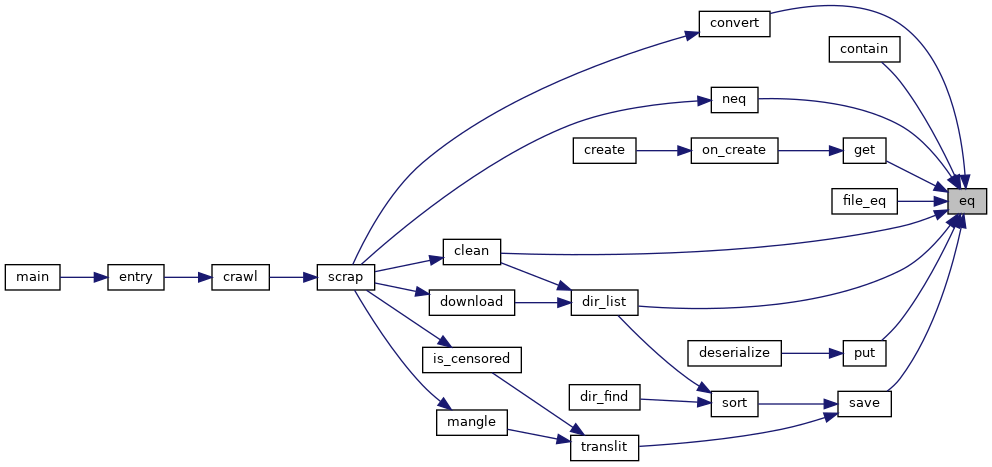 convert
contain
neq
create
on_create
get
file_eq
eq
clean
main
entry
crawl
scrap
download
dir_list
is_censored
deserialize
put
dir_find
sort
save
mangle
translit